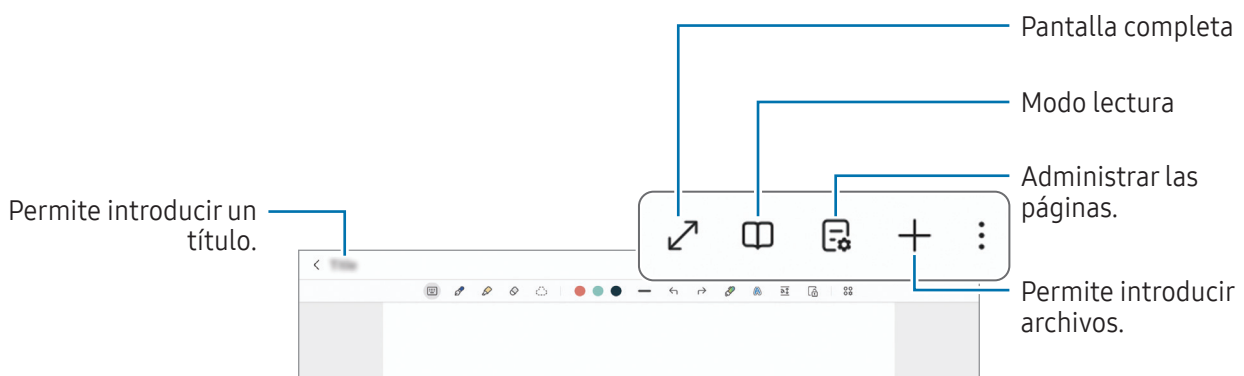 Pantalla completa
Modo lectura
Administrar las
páginas.
Permite introducir un
título.
Permite introducir
archivos.